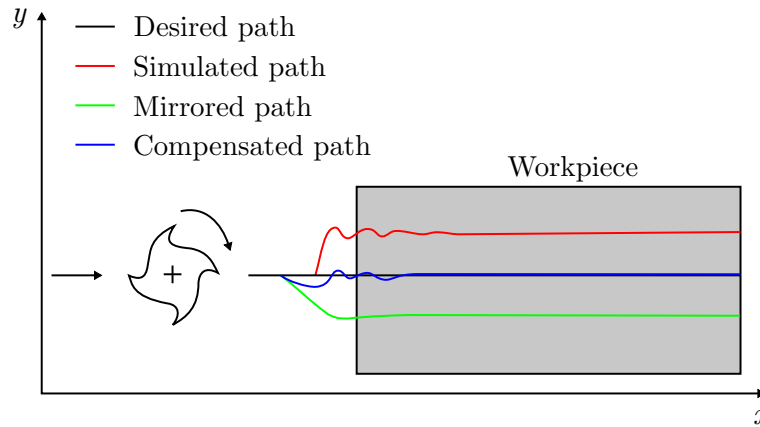 y
Desired path
Simulated path
Mirrored path
Compensated path
Workpiece
x